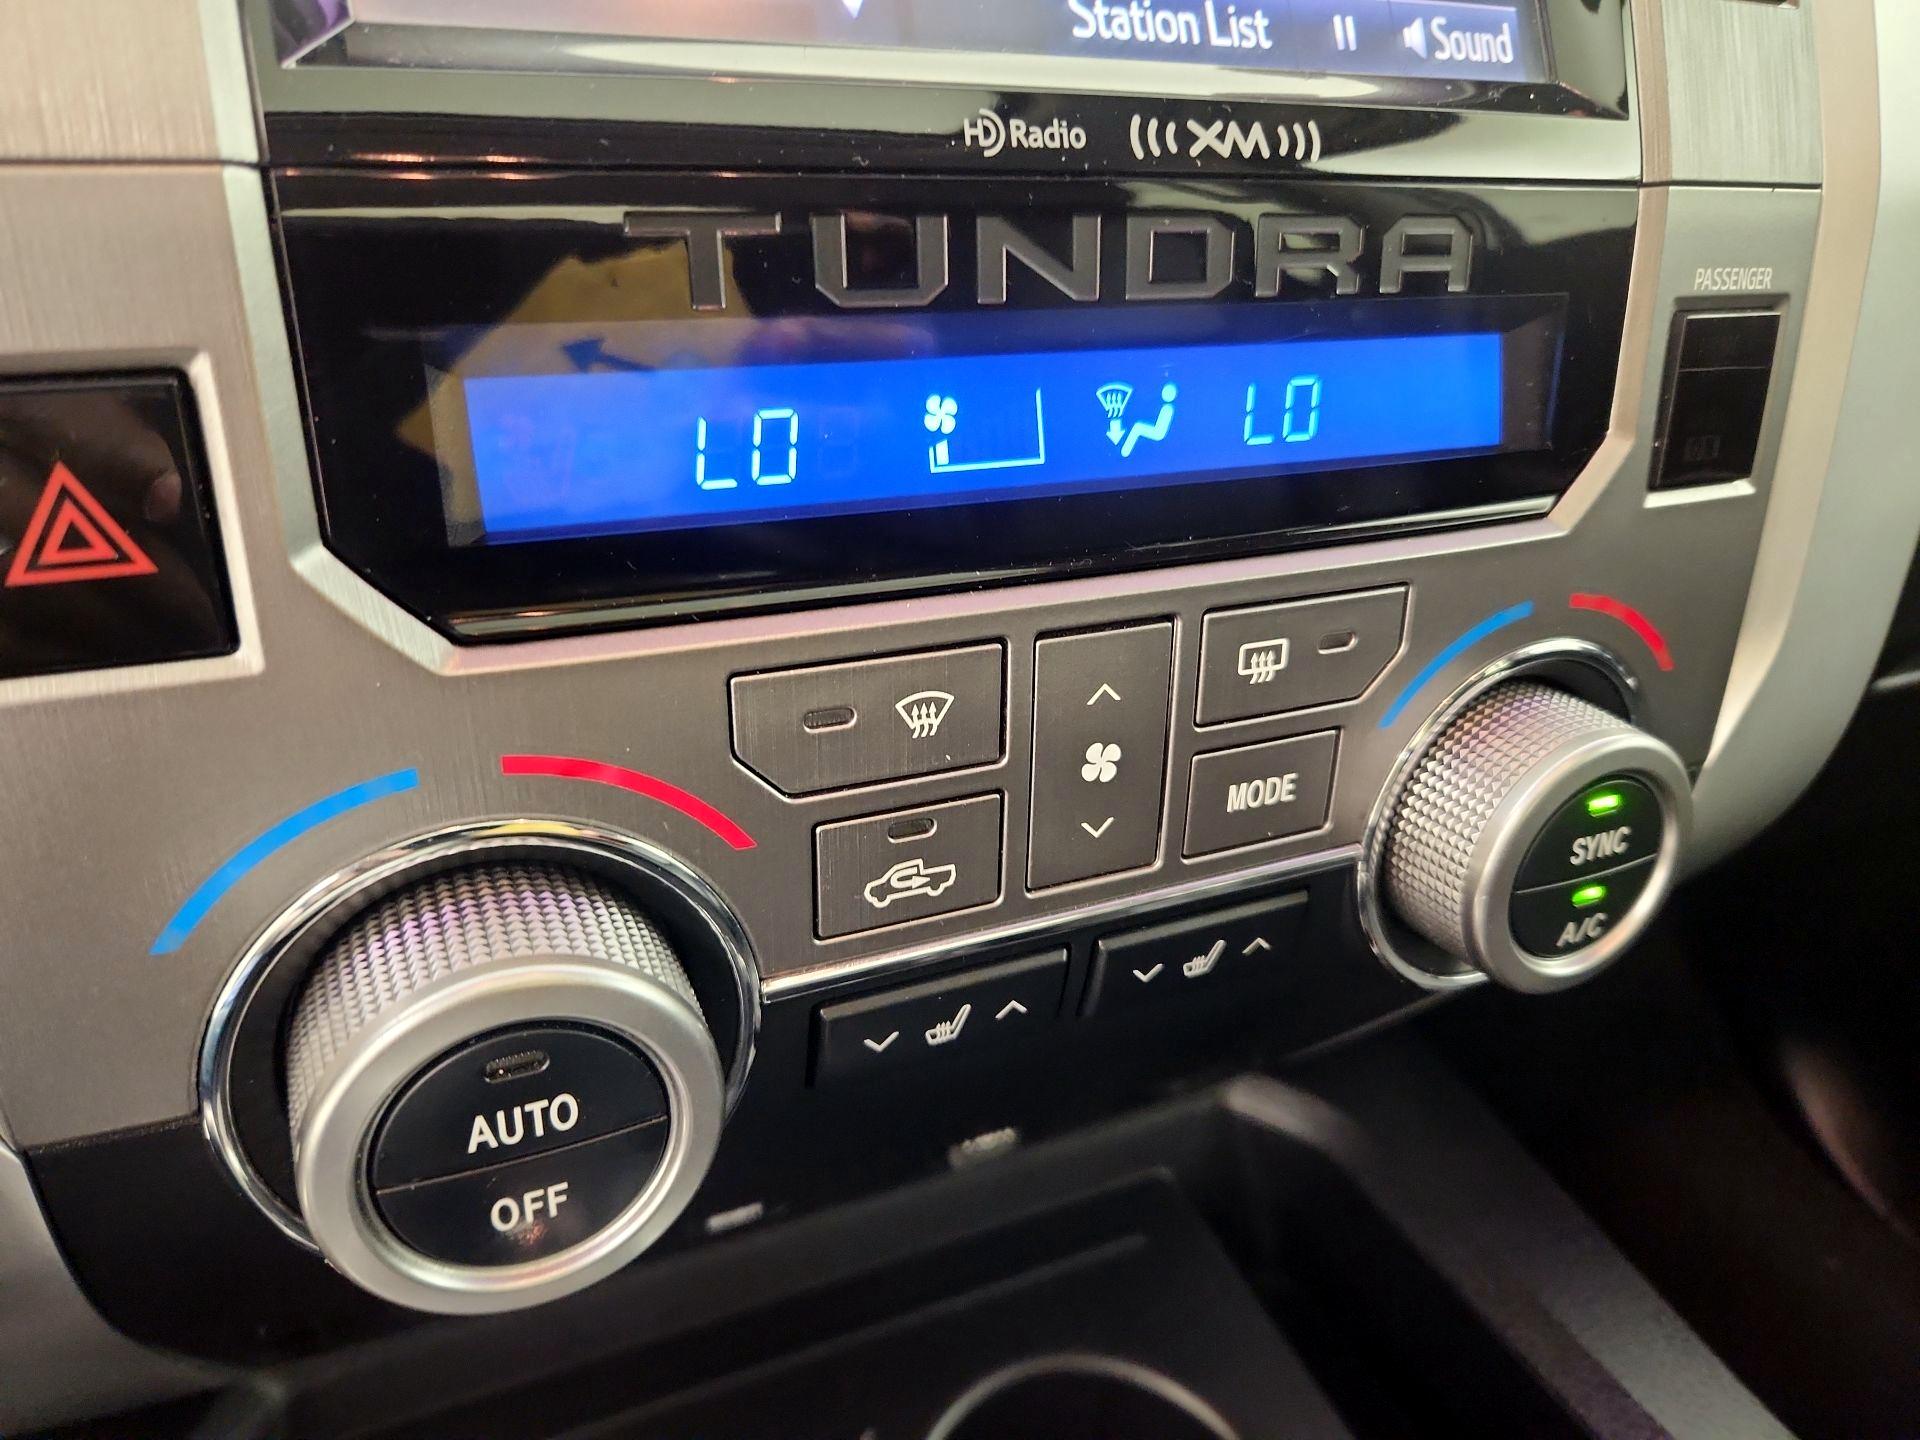 Station List
Sound
HD Radio
((( XM )))
TUNDRA
PASSENGER
LO
LO
MODE
SYNC
A/C
AUTO
OFF